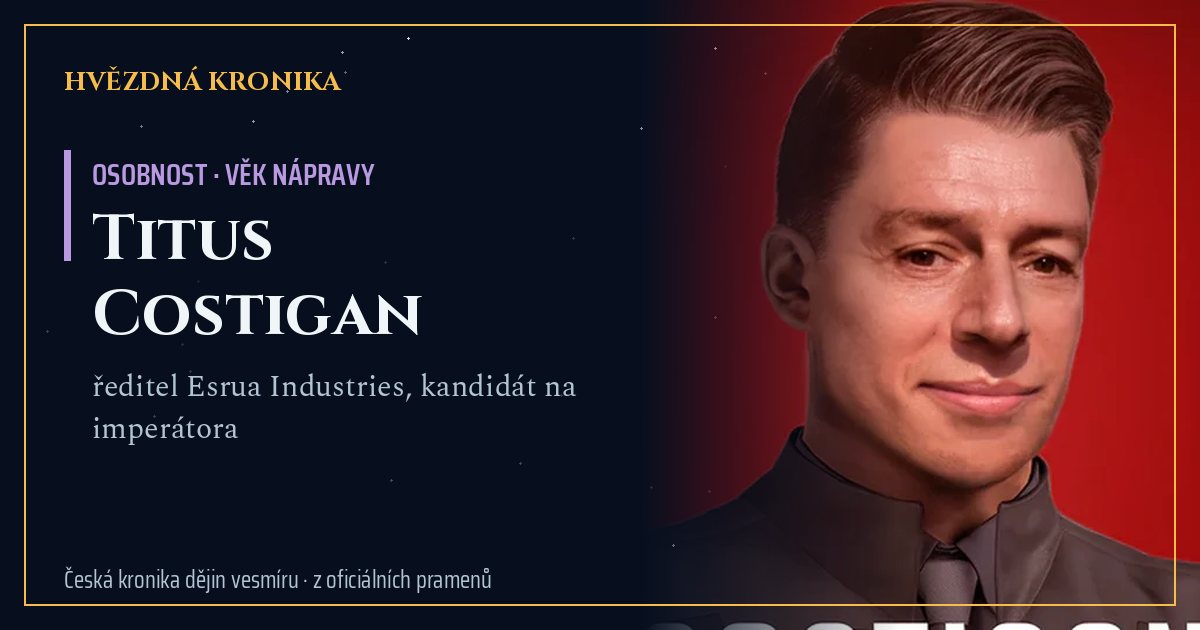 HVĚZDNÁ KRONIKA
OSOBNOST · VĚK NÁPRAVY
TITUS
COSTIGAN
ředitel Esrua Industries, kandidát na
imperátora
Česká kronika dějin vesmíru · z oficiálních pramenů